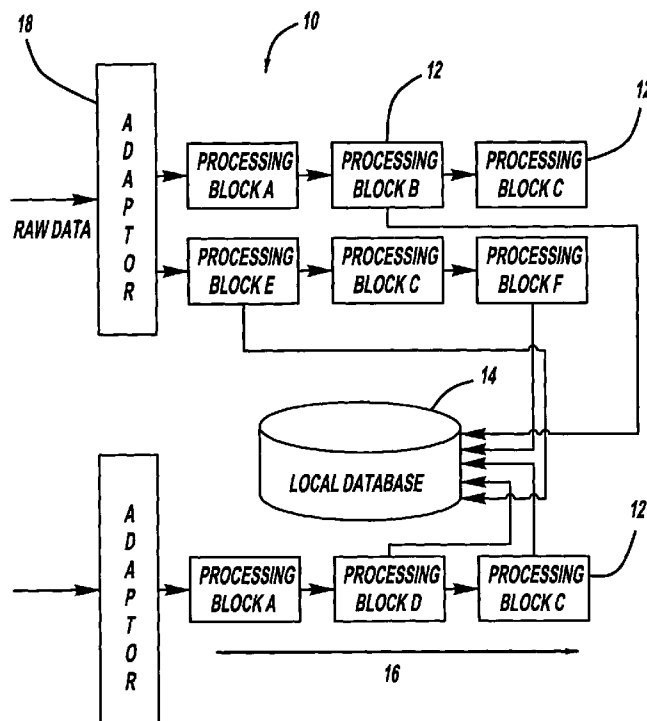 18
10
12
12
ADAPTOR
PROCESSING
BLOCK A
PROCESSING
BLOCK B
PROCESSING
BLOCK C
RAW DATA
PROCESSING
BLOCK E
PROCESSING
BLOCK C
PROCESSING
BLOCK F
14
LOCAL DATABASE
ADAPTOR
PROCESSING
BLOCK A
PROCESSING
BLOCK D
PROCESSING
BLOCK C
12
16